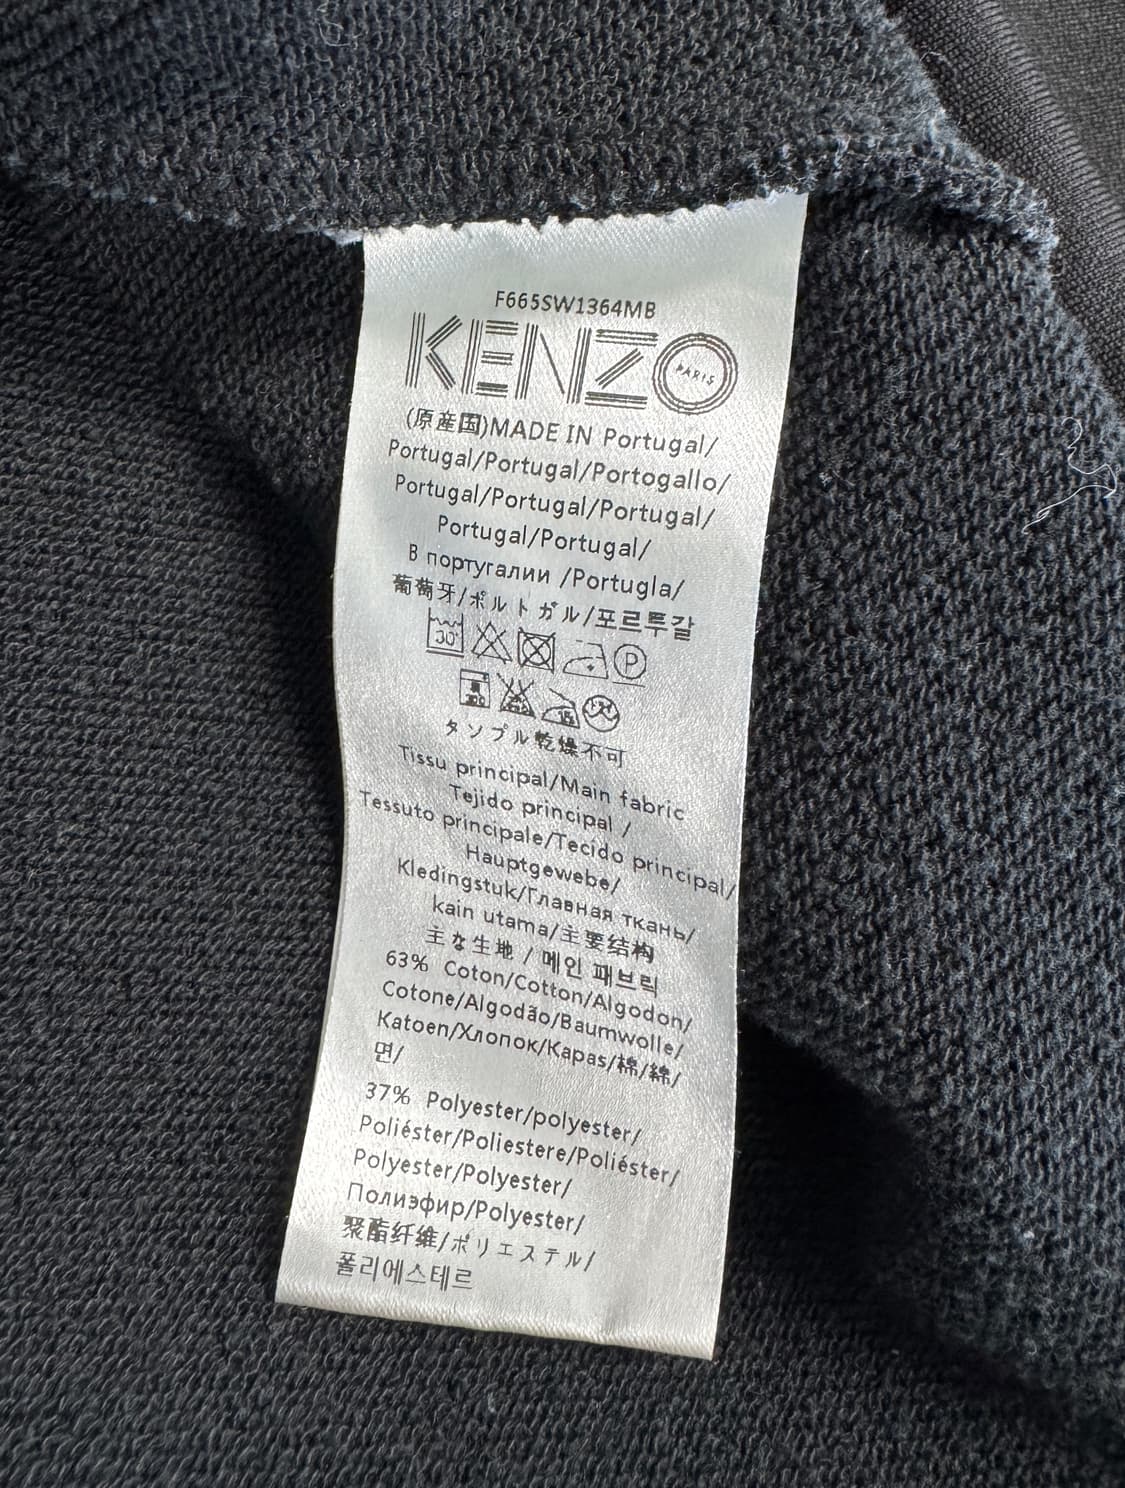 F665SW1364MB
KENZO
PARIS
(原産国)MADE IN Portugal/
Portugal/Portugal/Portogallo/
Portugal/Portugal/Portugal/
Portugal/Portugal/
В португалии /Portugla/
葡萄牙/ポルトガル/포르투갈
30° P
タンブル乾燥不可
Tissu principal/Main fabric
Tejido principal /
Tessuto principale/Tecido principal/
Hauptgewebe/
Kledingstuk/Главная ткань/
kain utama/主要结构
主な生地 / 메인 패브릭
63% Coton/Cotton/Algodon/
Cotone/Algodão/Baumwolle/
Katoen/Хлопок/Kapas/棉/綿/
면/
37% Polyester/polyester/
Poliéster/Poliestere/Poliéster/
Polyester/Polyester/
Полиэфир/Polyester/
聚酯纤维/ポリエステル/
폴리에스테르